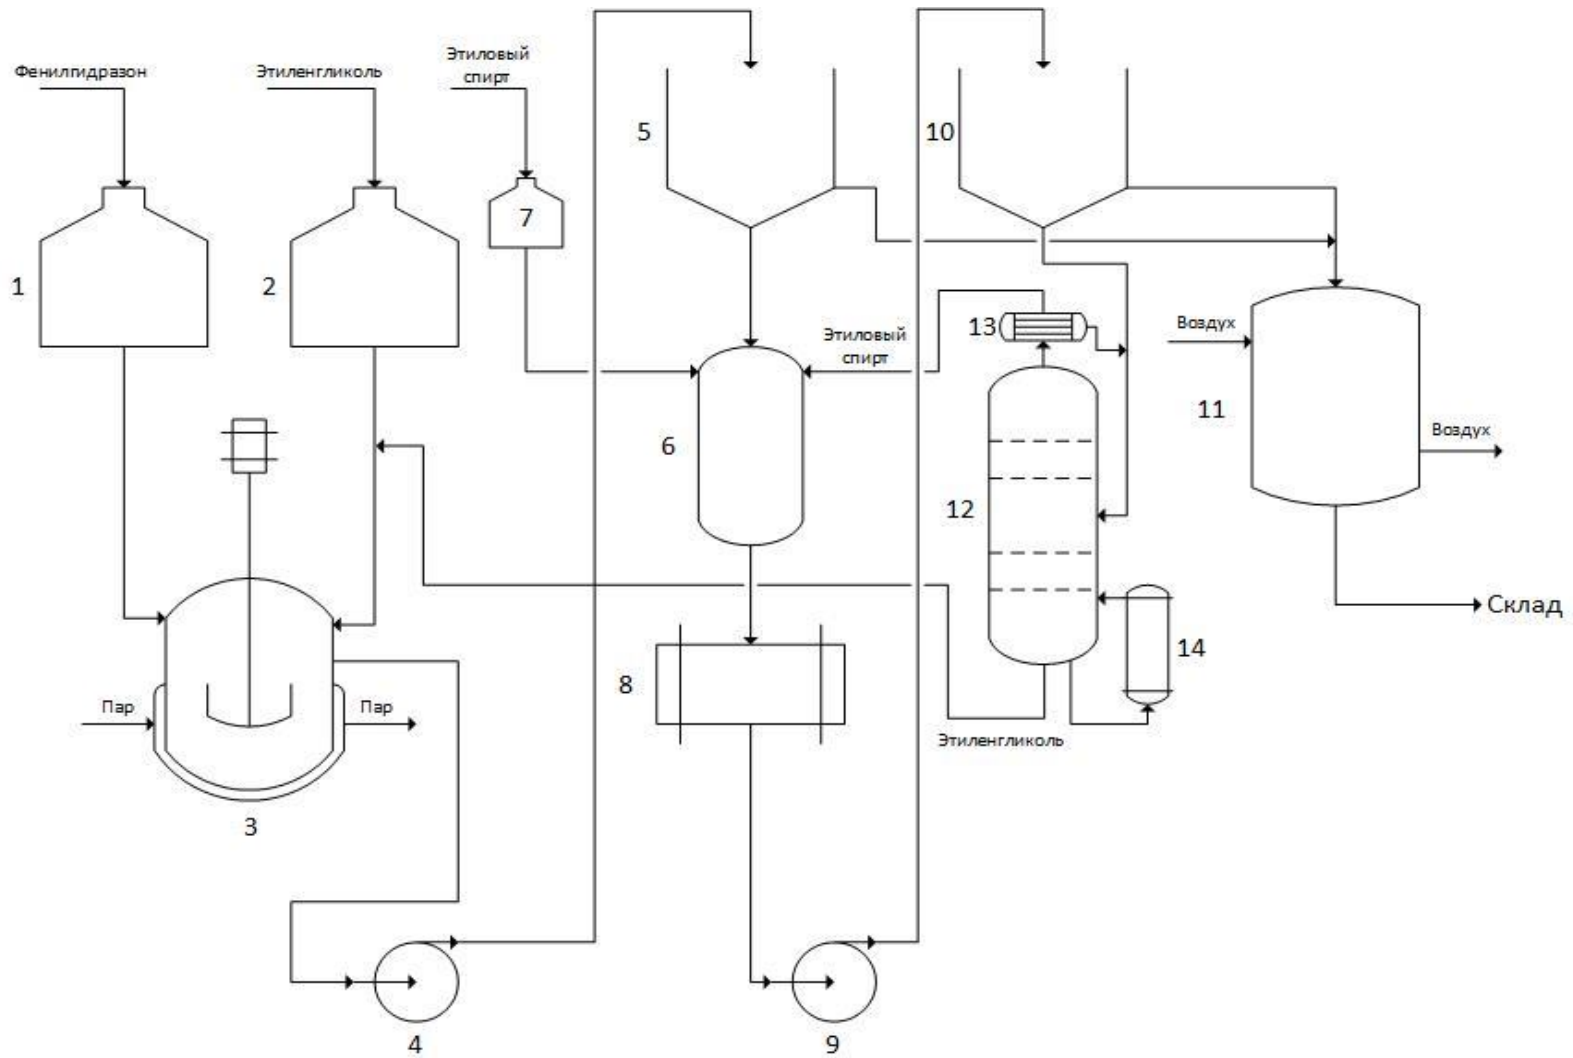 Фенилгидразон
Этиленгликоль
Этиловый
спирт
5
10
1
2
7
13
Этиловый
спирт
Воздух
6
11
Воздух
12
Склад
14
8
Пар
Пар
Этиленгликоль
3
4
9